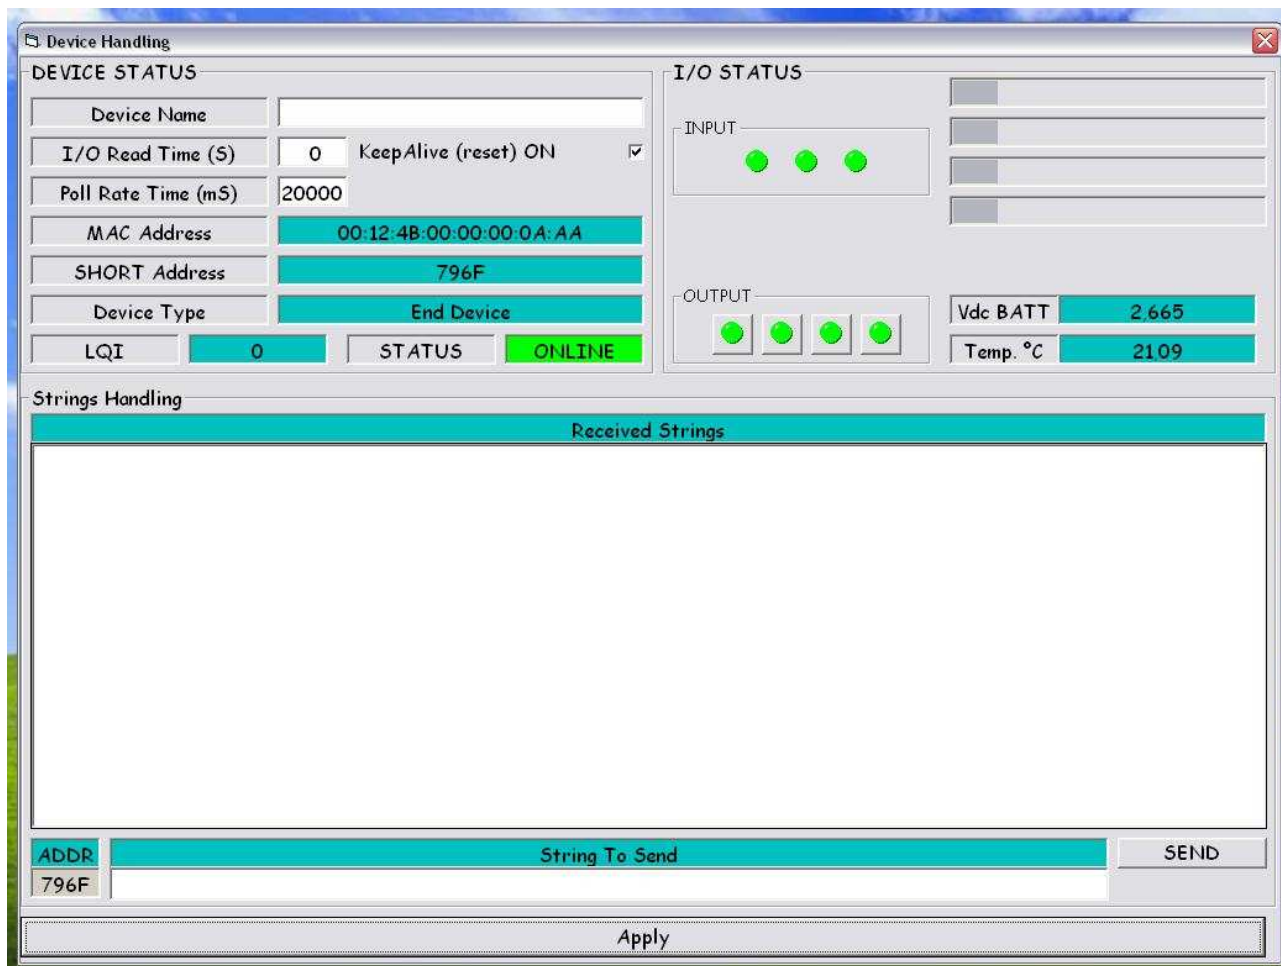 Device Handling
DEVICE STATUS
Device Name
I/O Read Time (S) 0 KeepAlive (reset) ON
Poll Rate Time (mS) 20000
MAC Address 00:12:4B:00:00:00:0A:AA
SHORT Address 796F
Device Type End Device
LQI 0 STATUS ONLINE
I/O STATUS
INPUT
OUTPUT
Vdc BATT 2,665
Temp. °C 21,09
Strings Handling
Received Strings
ADDR String To Send SEND
796F
Apply